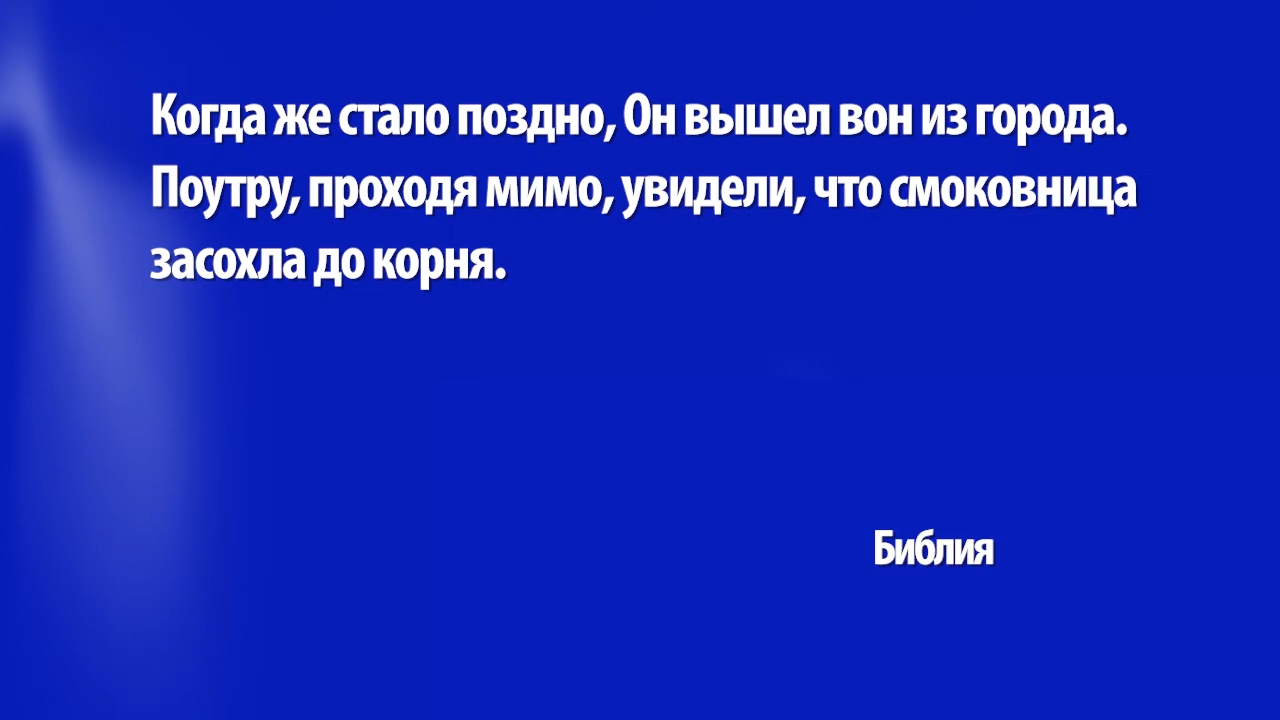 Когда же стало поздно, Он вышел вон из города.
Поутру, проходя мимо, увидели, что смоковница
засохла до корня.
Библия